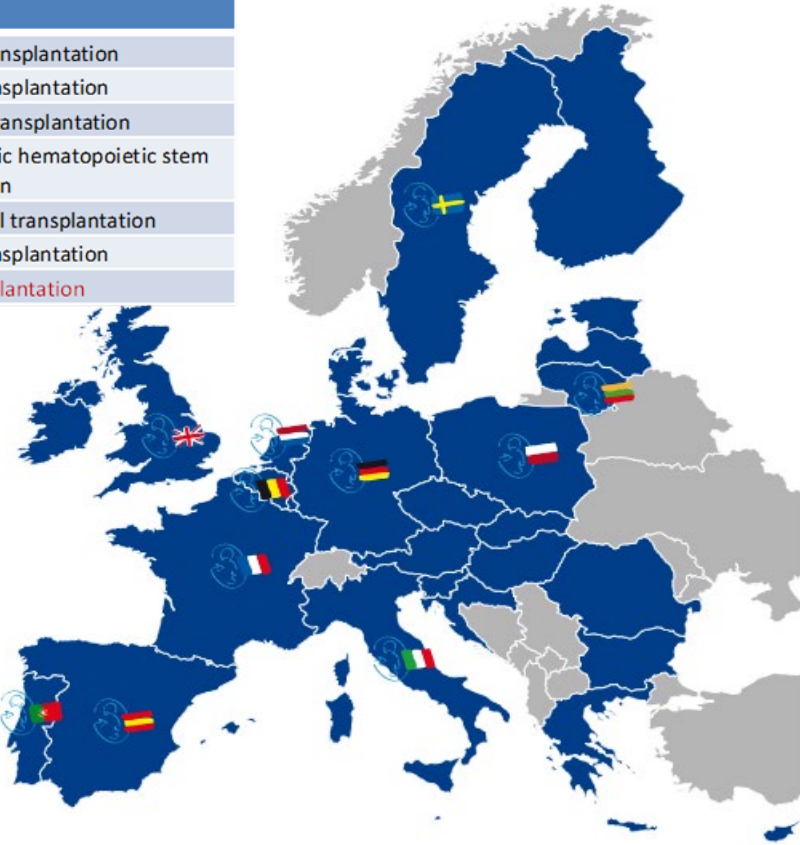 nsplantation
splantation
ansplantation
ic hematopoietic stem
n
l transplantation
splantation
lantation